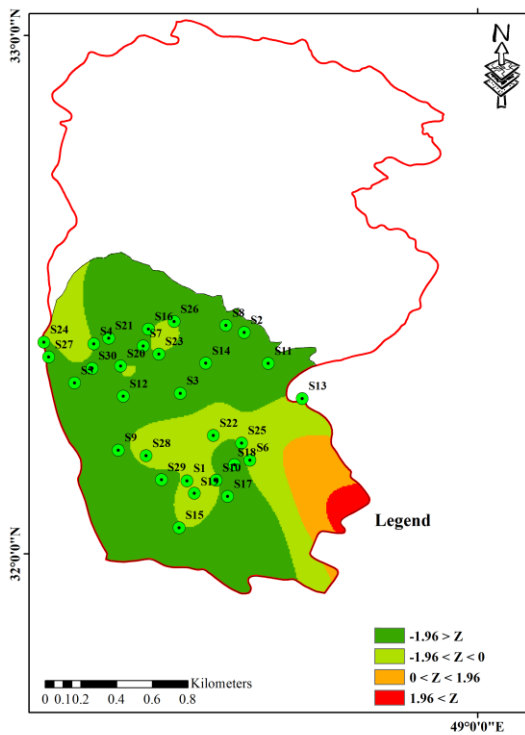 33°0'0"N
N
S26
S16
S8
S2
S7
S21
S24
S4
S23
S27
S30
S20
S14
S11
S12
S3
S13
S22
S25
S9
S28
S18
S6
S29
S1
S10
S17
S15
Legend
32°0'0"N
-1.96 > Z
-1.96 < Z < 0
0 < Z < 1.96
1.96 < Z
Kilometers
0 0.10.2 0.4 0.6 0.8
49°0'0"E